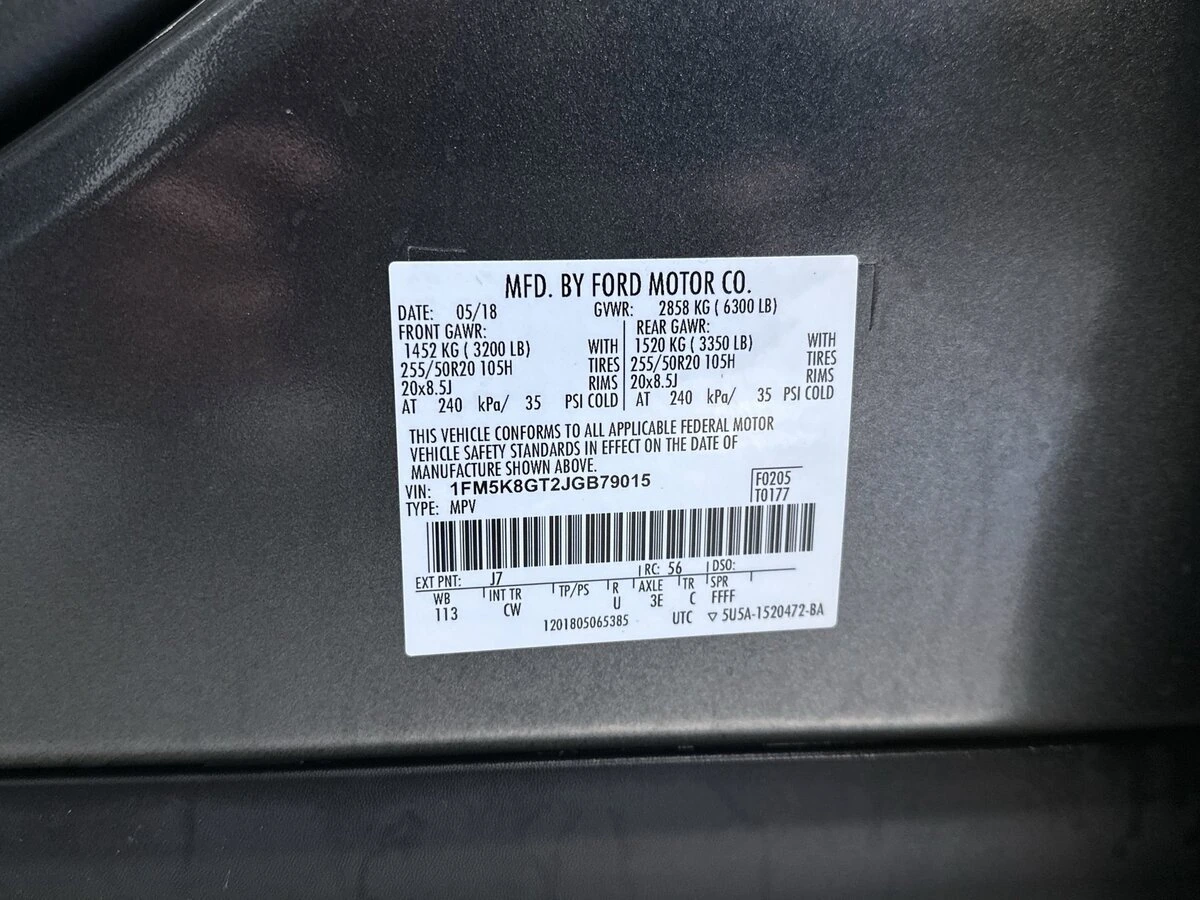 MFD. BY FORD MOTOR CO.
DATE: 05/18 GVWR: 2858 KG ( 6300 LB)
FRONT GAWR: REAR GAWR:
1452 KG ( 3200 LB) WITH 1520 KG ( 3350 LB) WITH
255/50R20 105H TIRES 255/50R20 105H TIRES
20x8.5J RIMS 20x8.5J RIMS
AT 240 kPa/ 35 PSI COLD AT 240 kPa/ 35 PSI COLD
THIS VEHICLE CONFORMS TO ALL APPLICABLE FEDERAL MOTOR
VEHICLE SAFETY STANDARDS IN EFFECT ON THE DATE OF
MANUFACTURE SHOWN ABOVE.
VIN: 1FM5K8GT2JGB79015 F0205
TYPE: MPV T0177
EXT PNT: J7 RC: 56 DSO:
WB INT TR TP/PS R AXLE TR SPR
113 CW U 3E C FFFF
1201805065385 UTC ▽ 5U5A-1520472-BA